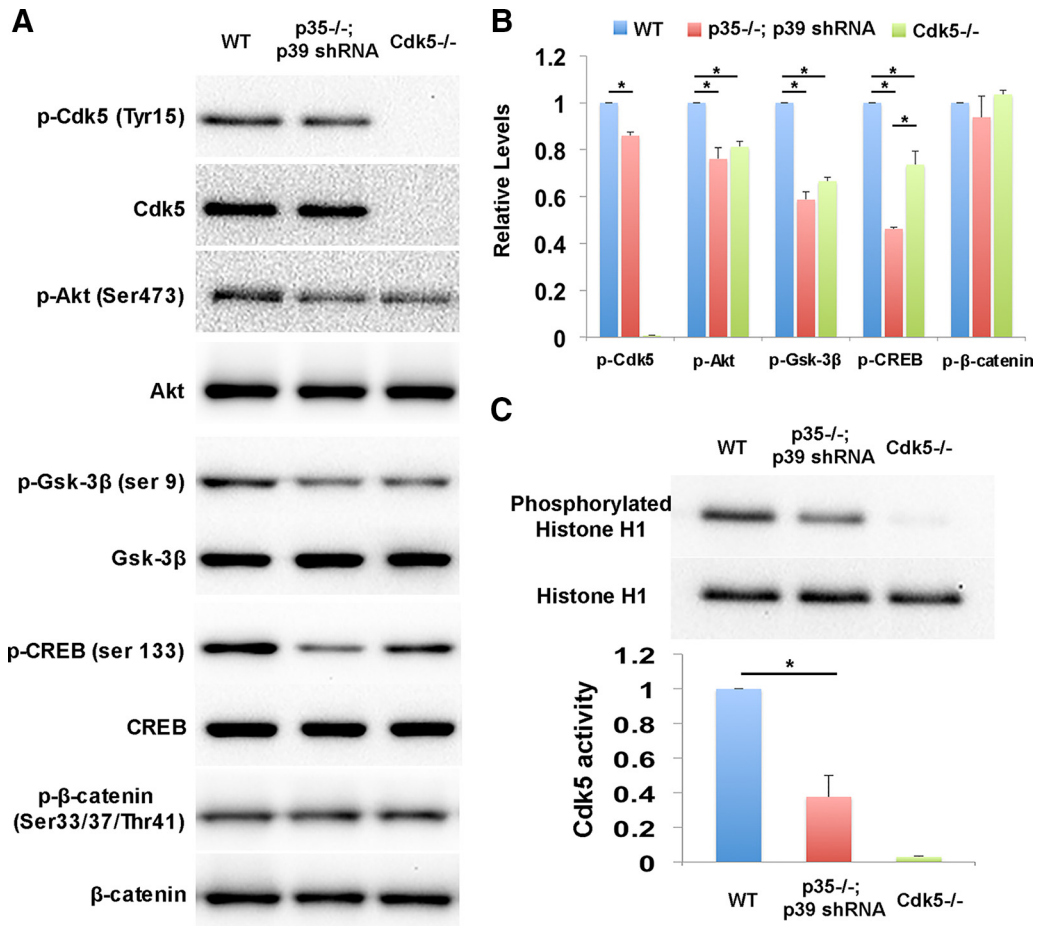 A
WT
p35-/-;
p39 shRNA
Cdk5-/-
p-Cdk5 (Tyr15)
Cdk5
p-Akt (Ser473)
Akt
p-Gsk-3β (ser 9)
Gsk-3β
p-CREB (ser 133)
CREB
p-β-catenin
(Ser33/37/Thr41)
β-catenin
B
WT
p35-/-; p39 shRNA
Cdk5-/-
Relative Levels
1.2
1
0.8
0.6
0.4
0.2
0
* * * * * * * *
p-Cdk5
p-Akt
p-Gsk-3β
p-CREB
p-β-catenin
C
WT
p35-/-;
p39 shRNA
Cdk5-/-
Phosphorylated
Histone H1
Histone H1
Cdk5 activity
1.2
1
0.8
0.6
0.4
0.2
0
*
WT
p35-/-;
p39 shRNA
Cdk5-/-